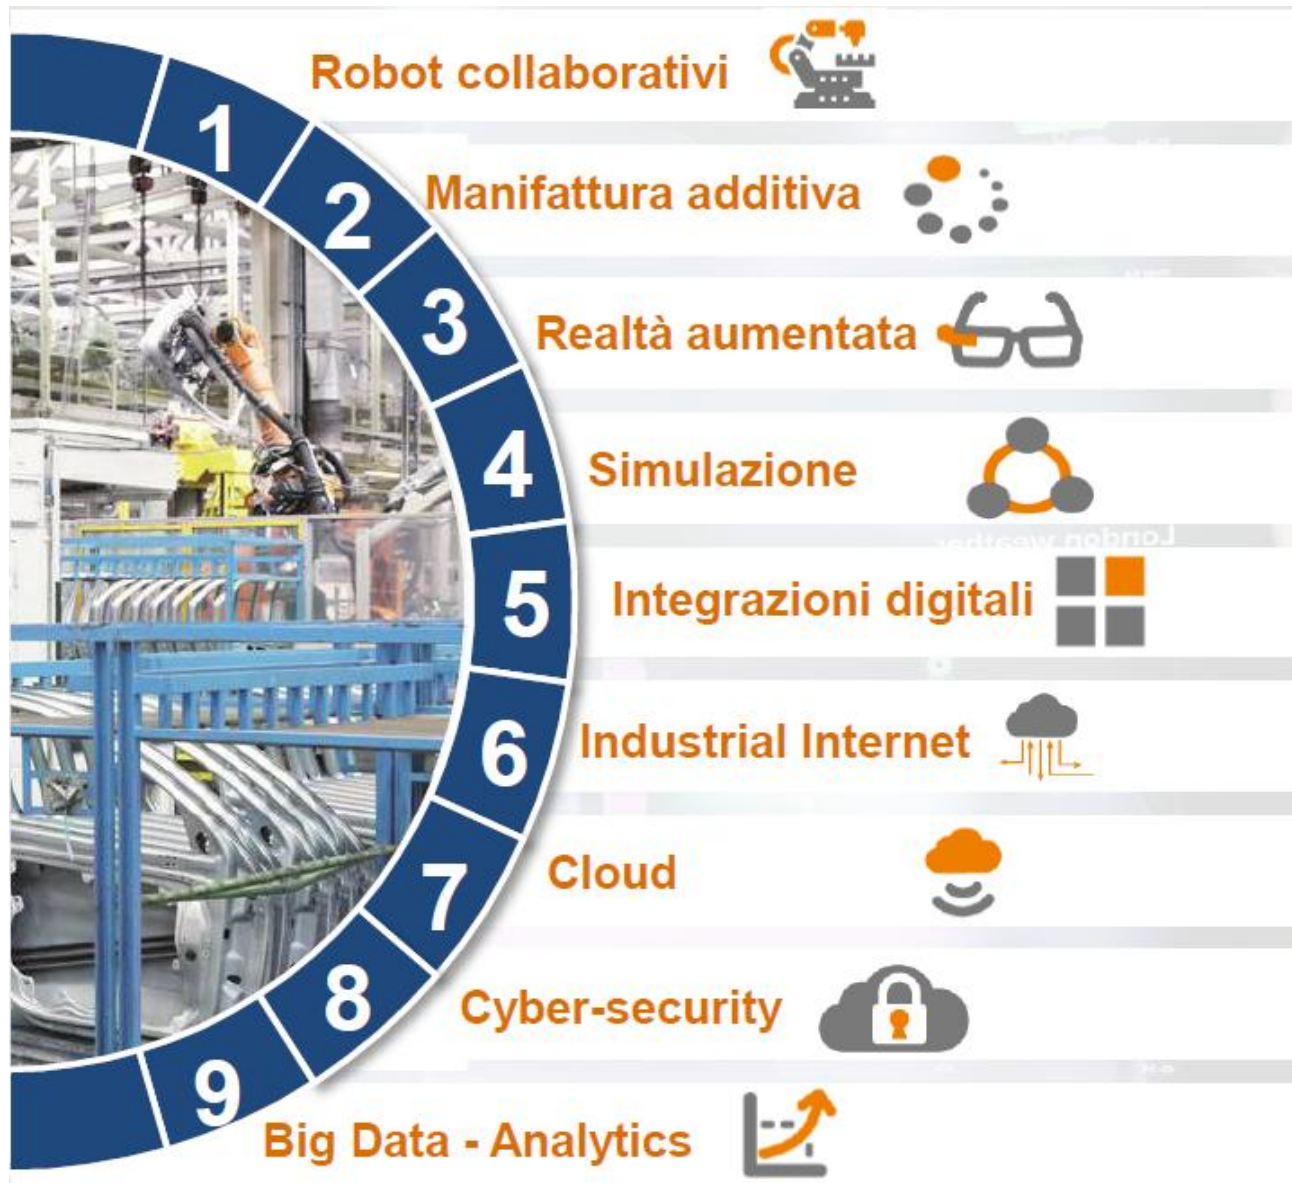 1
Robot collaborativi
2
Manifattura additiva
3
Realtà aumentata
4
Simulazione
5
Integrazioni digitali
6
Industrial Internet
7
Cloud
8
Cyber-security
9
Big Data - Analytics